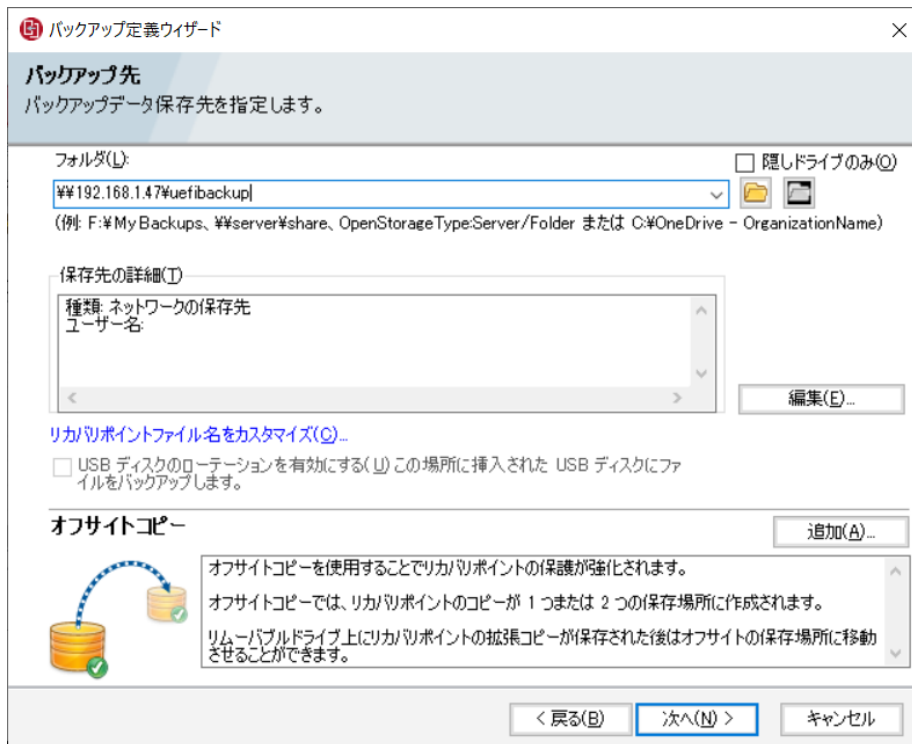 バックアップ定義ウィザード
バックアップ先
バックアップデータ保存先を指定します。
フォルダ(L):
隠しドライブのみ(O)
¥¥192.168.1.47¥uefibackup
(例: F:¥My Backups、¥¥server¥share、OpenStorageType:Server/Folder または C:¥OneDrive - OrganizationName)
保存先の詳細(T)
種類: ネットワークの保存先
ユーザー名:
編集(E)...
リカバリポイントファイル名をカスタマイズ(C)...
USB ディスクのローテーションを有効にする(U) この場所に挿入された USB ディスクにファ
イルをバックアップします。
オフサイトコピー
追加(A)...
オフサイトコピーを使用することでリカバリポイントの保護が強化されます。
オフサイトコピーでは、リカバリポイントのコピーが 1 つまたは 2 つの保存場所に作成されます。
リムーバブルドライブ上にリカバリポイントの拡張コピーが保存された後はオフサイトの保存場所に移動
させることができます。
< 戻る(B)
次へ(N) >
キャンセル